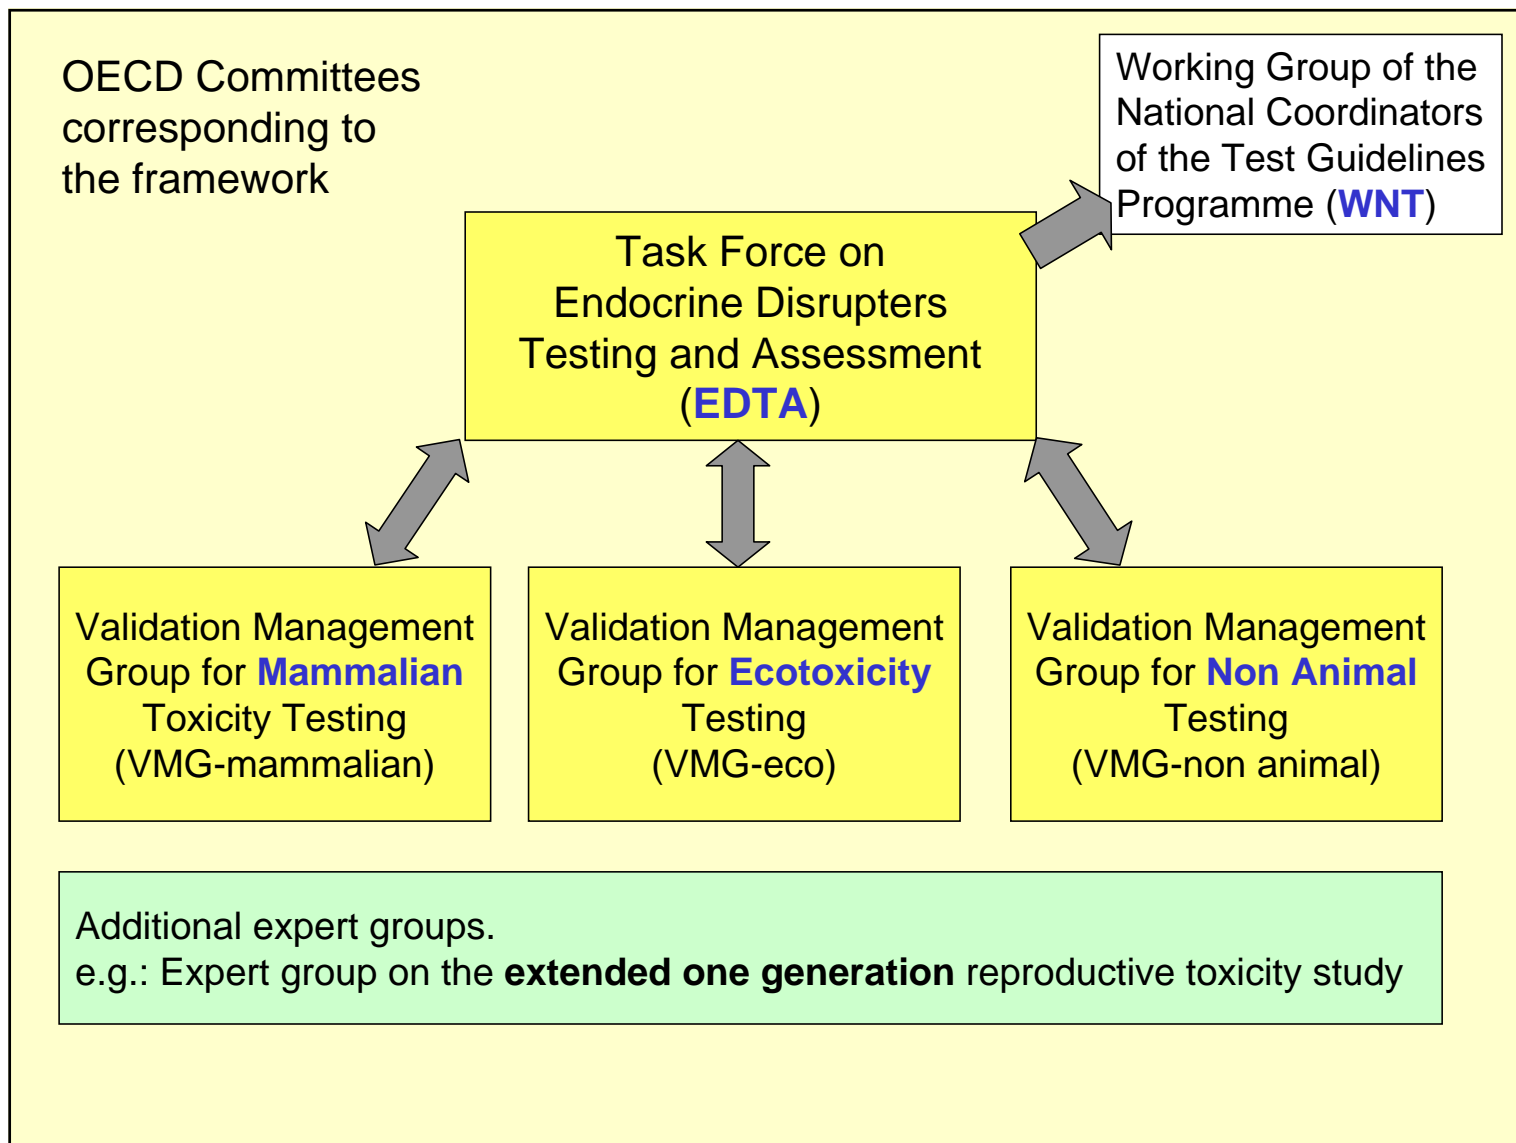 OECD Committees
corresponding to
the framework
Working Group of the
National Coordinators
of the Test Guidelines
Programme (WNT)
Task Force on
Endocrine Disrupters
Testing and Assessment
(EDTA)
Validation Management
Group for Mammalian
Toxicity Testing
(VMG-mammalian)
Validation Management
Group for Ecotoxicity
Testing
(VMG-eco)
Validation Management
Group for Non Animal
Testing
(VMG-non animal)
Additional expert groups.
e.g.: Expert group on the extended one generation reproductive toxicity study